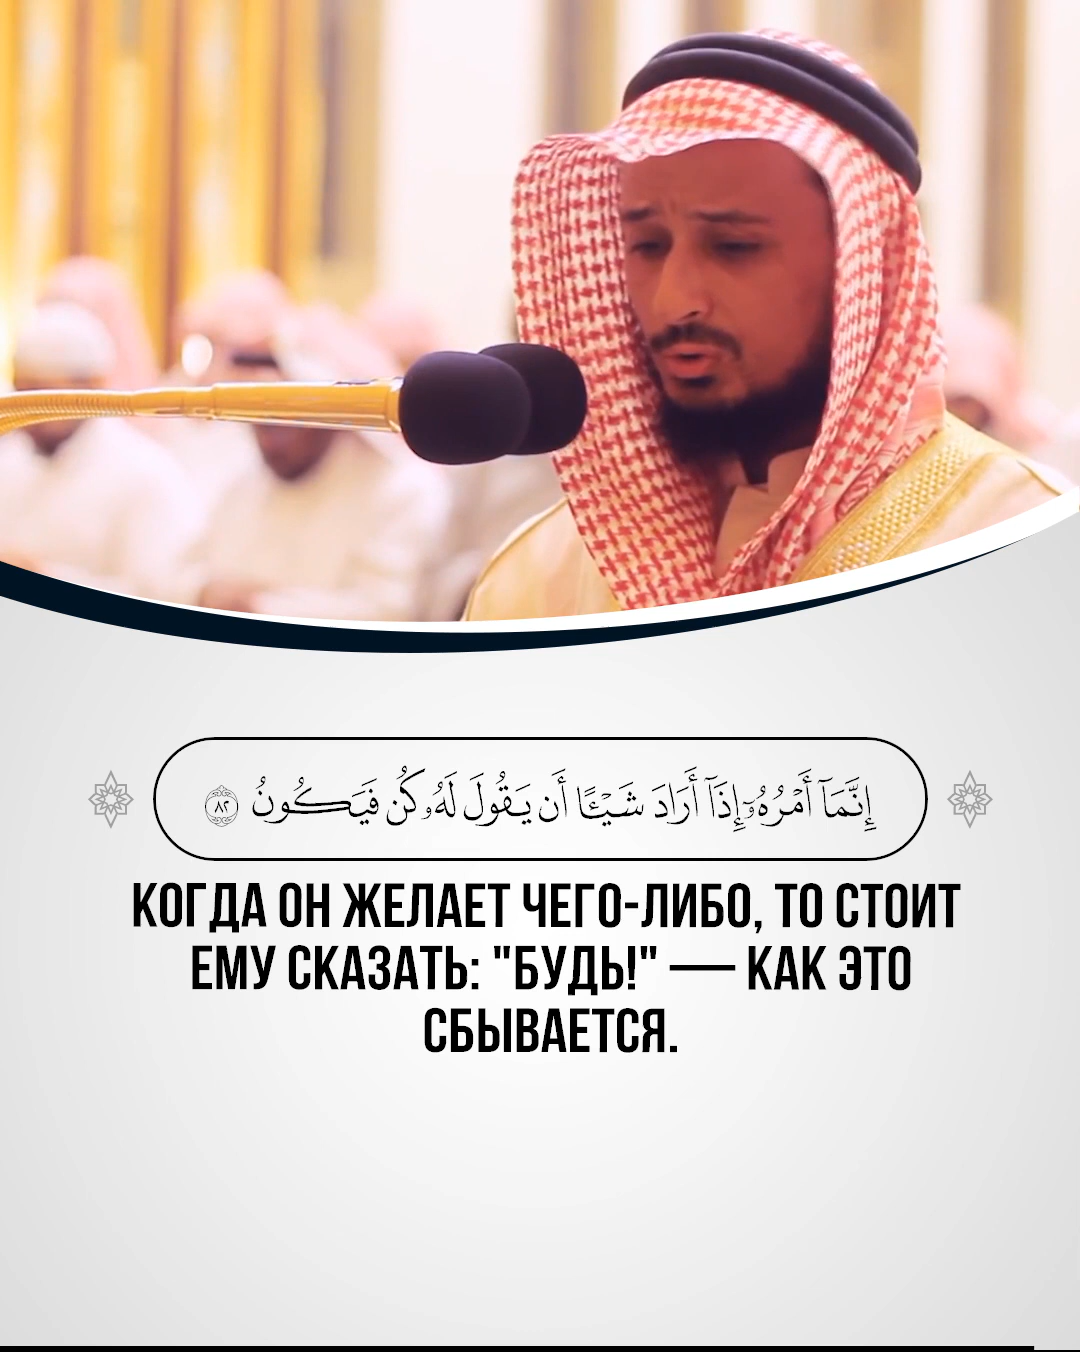 إِنَّمَآ أَمْرُهُۥٓ إِذَآ أَرَادَ شَيْـًٔا أَن يَقُولَ لَهُۥ كُن فَيَكُونُ ٨٢
КОГДА ОН ЖЕЛАЕТ ЧЕГО-ЛИБО, ТО СТОИТ
ЕМУ СКАЗАТЬ: "БУДЬ!" — КАК ЭТО
СБЫВАЕТСЯ.